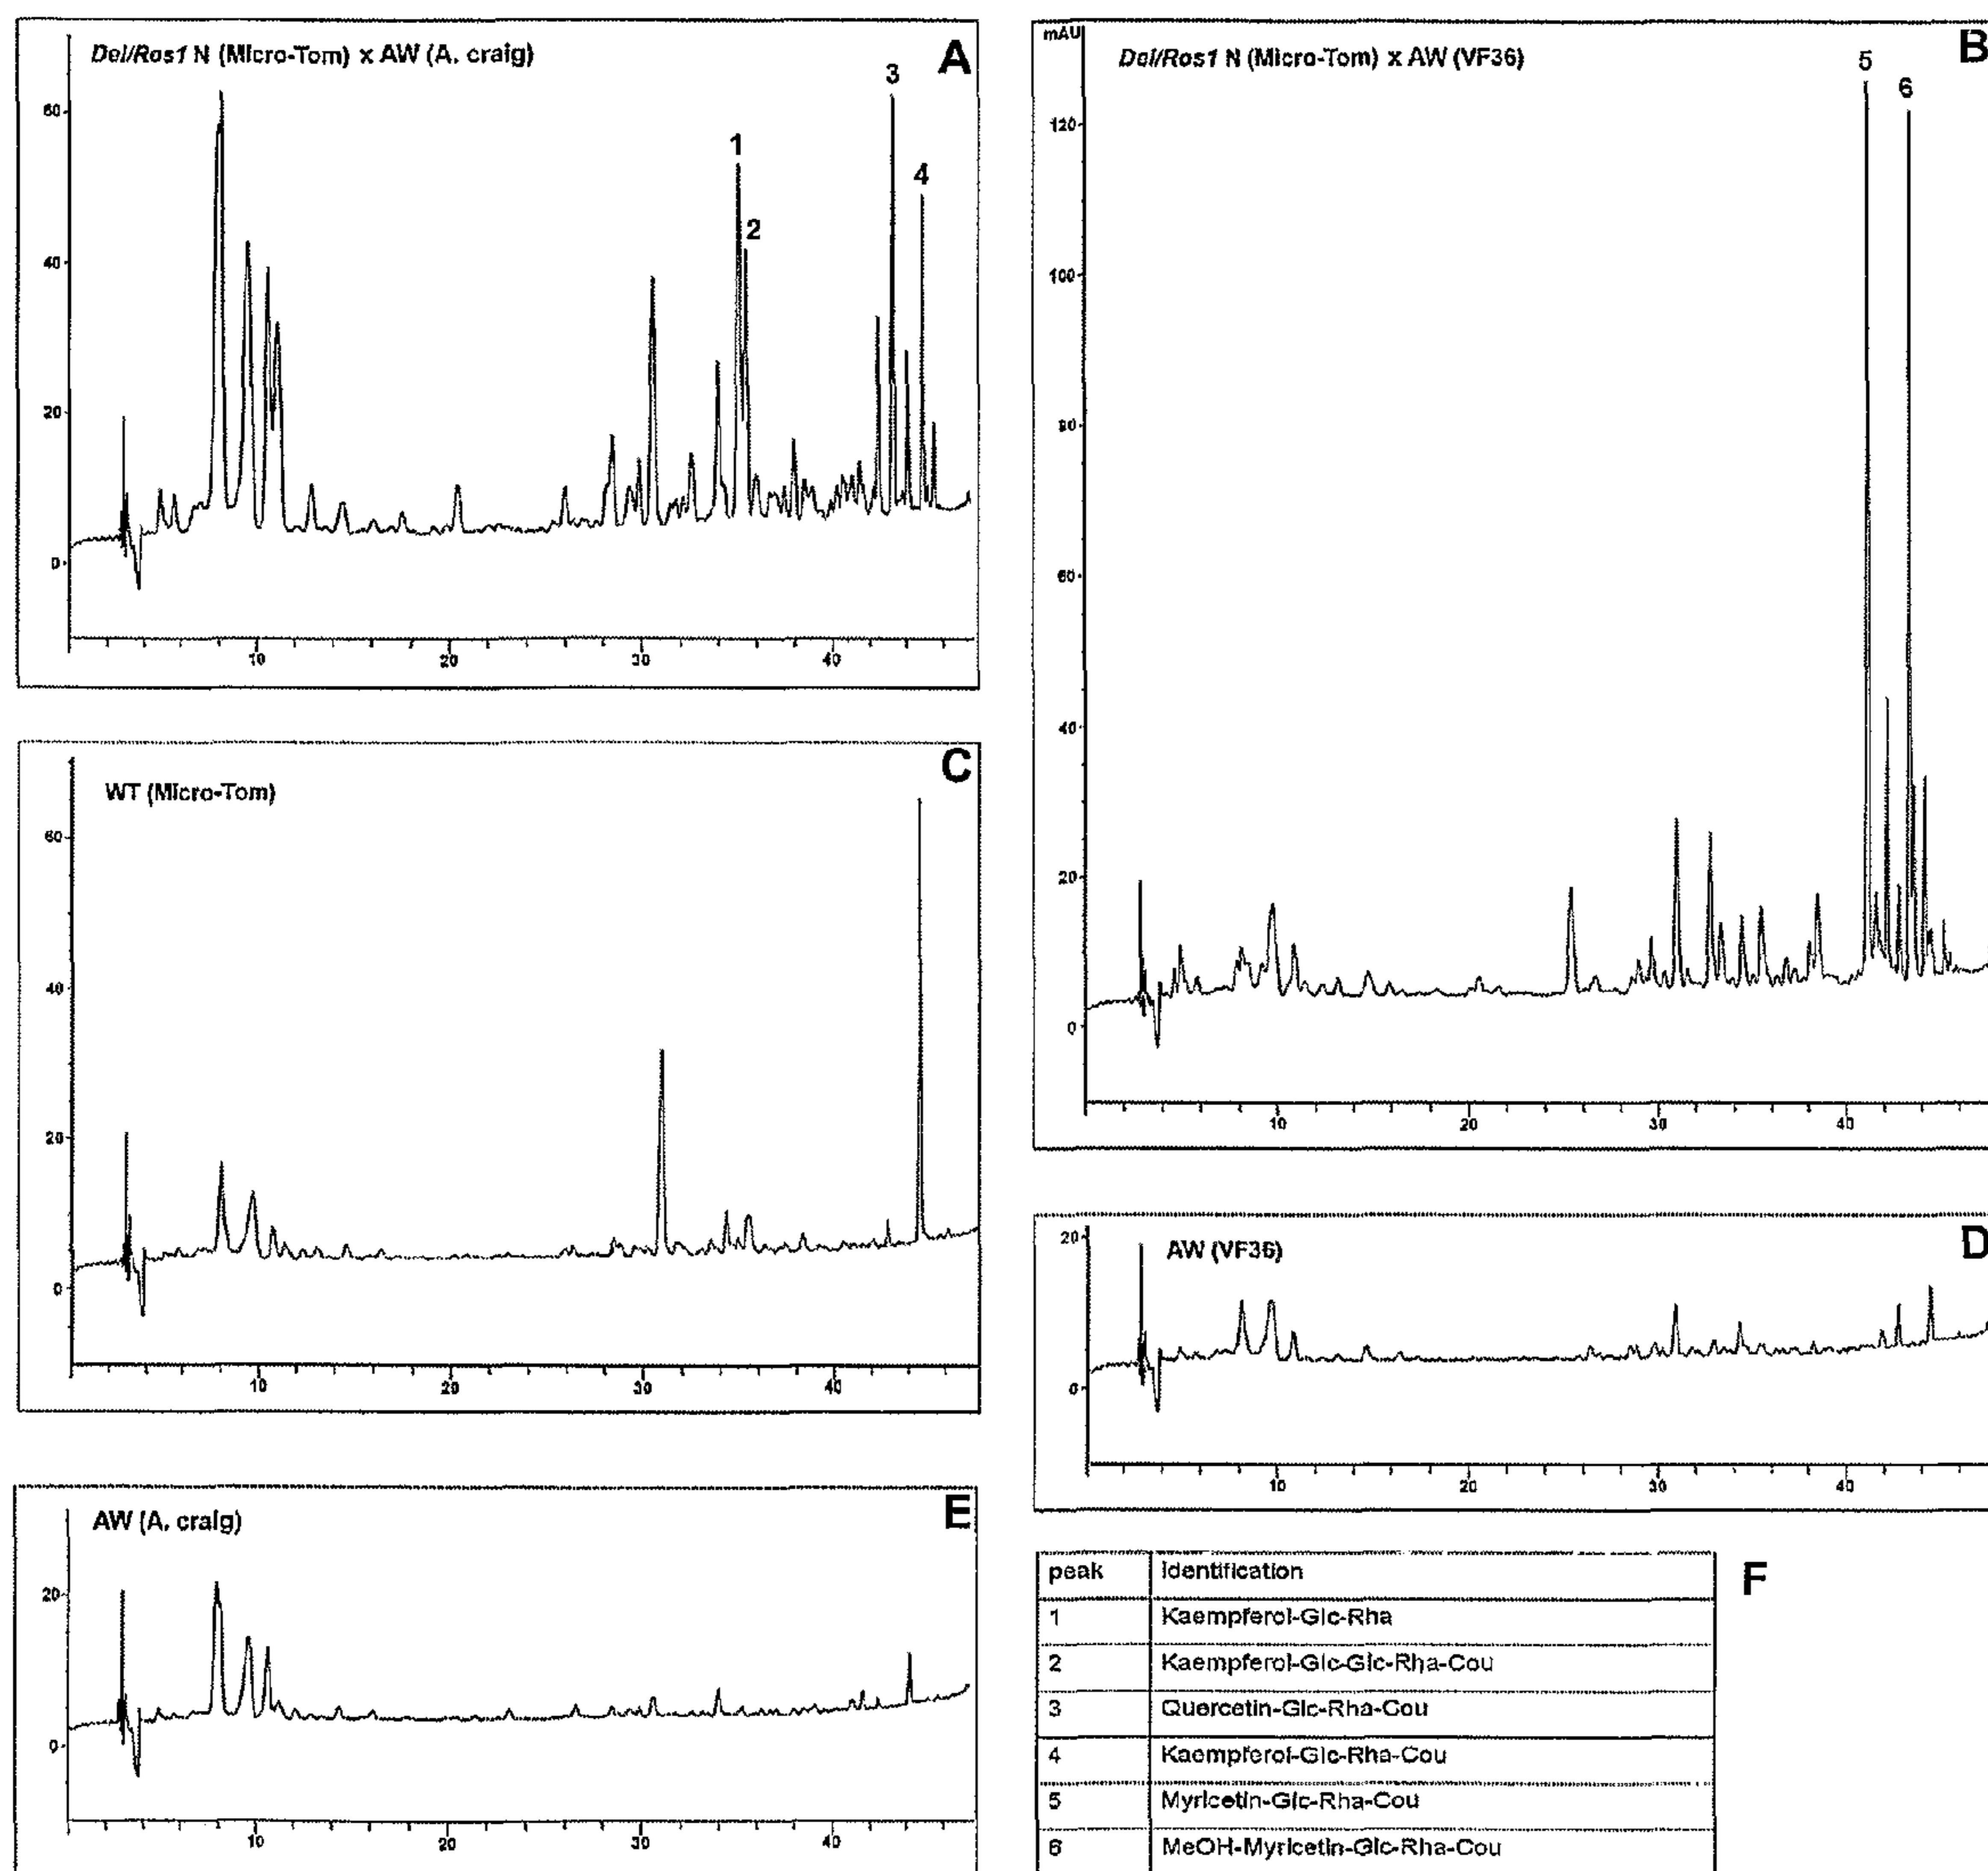 Del/Ros1 N (Micro-Tom) x AW (A. craig)
A
60
40
20
0
1
2
3
4
10 20 30 40
mAU
Del/Ros1 N (Micro-Tom) x AW (VF36)
B
120
100
80
60
40
20
0
5
6
10 20 30 40
WT (Micro-Tom)
C
60
40
20
0
10 20 30 40
AW (VF36)
D
20
0
10 20 30 40
AW (A. craig)
E
20
0
10 20 30 40
F
peak Identification
1 Kaempferol-Glc-Rha
2 Kaempferol-Glc-Glc-Rha-Cou
3 Quercetin-Glc-Rha-Cou
4 Kaempferol-Glc-Rha-Cou
5 Myricetin-Glc-Rha-Cou
6 MeOH-Myricetin-Glc-Rha-Cou